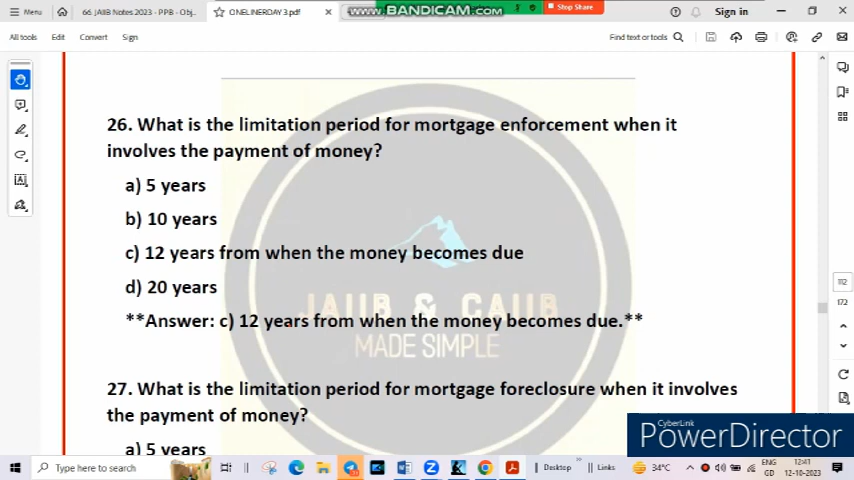 Menu
66. JAIIB Notes 2023 - PPB - Obj...
ONELINERDAY 3.pdf
www.BANDICAM.com
Stop Share
Sign in
All tools Edit Convert Sign
Find text or tools
26. What is the limitation period for mortgage enforcement when it
involves the payment of money?
a) 5 years
b) 10 years
c) 12 years from when the money becomes due
d) 20 years
JAIIB & CAIIB
**Answer: c) 12 years from when the money becomes due.**
MADE SIMPLE
27. What is the limitation period for mortgage foreclosure when it involves
the payment of money?
a) 5 years
112
172
CyberLink
PowerDirector
Type here to search
Desktop
Links
34°C
ENG
GD
12:41
12-10-2023